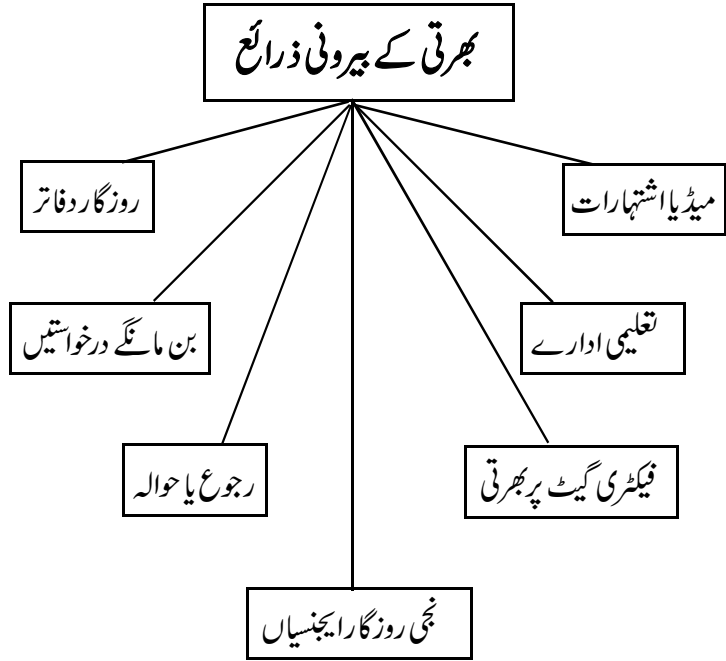 بھرتی کے بیرونی ذرائع
میڈیا اشتہارات
روزگار دفاتر
تعلیمی ادارے
بن مانگے درخواستیں
فیکٹری گیٹ پر بھرتی
رجوع یا حوالہ
نجی روزگار ایجنسیاں